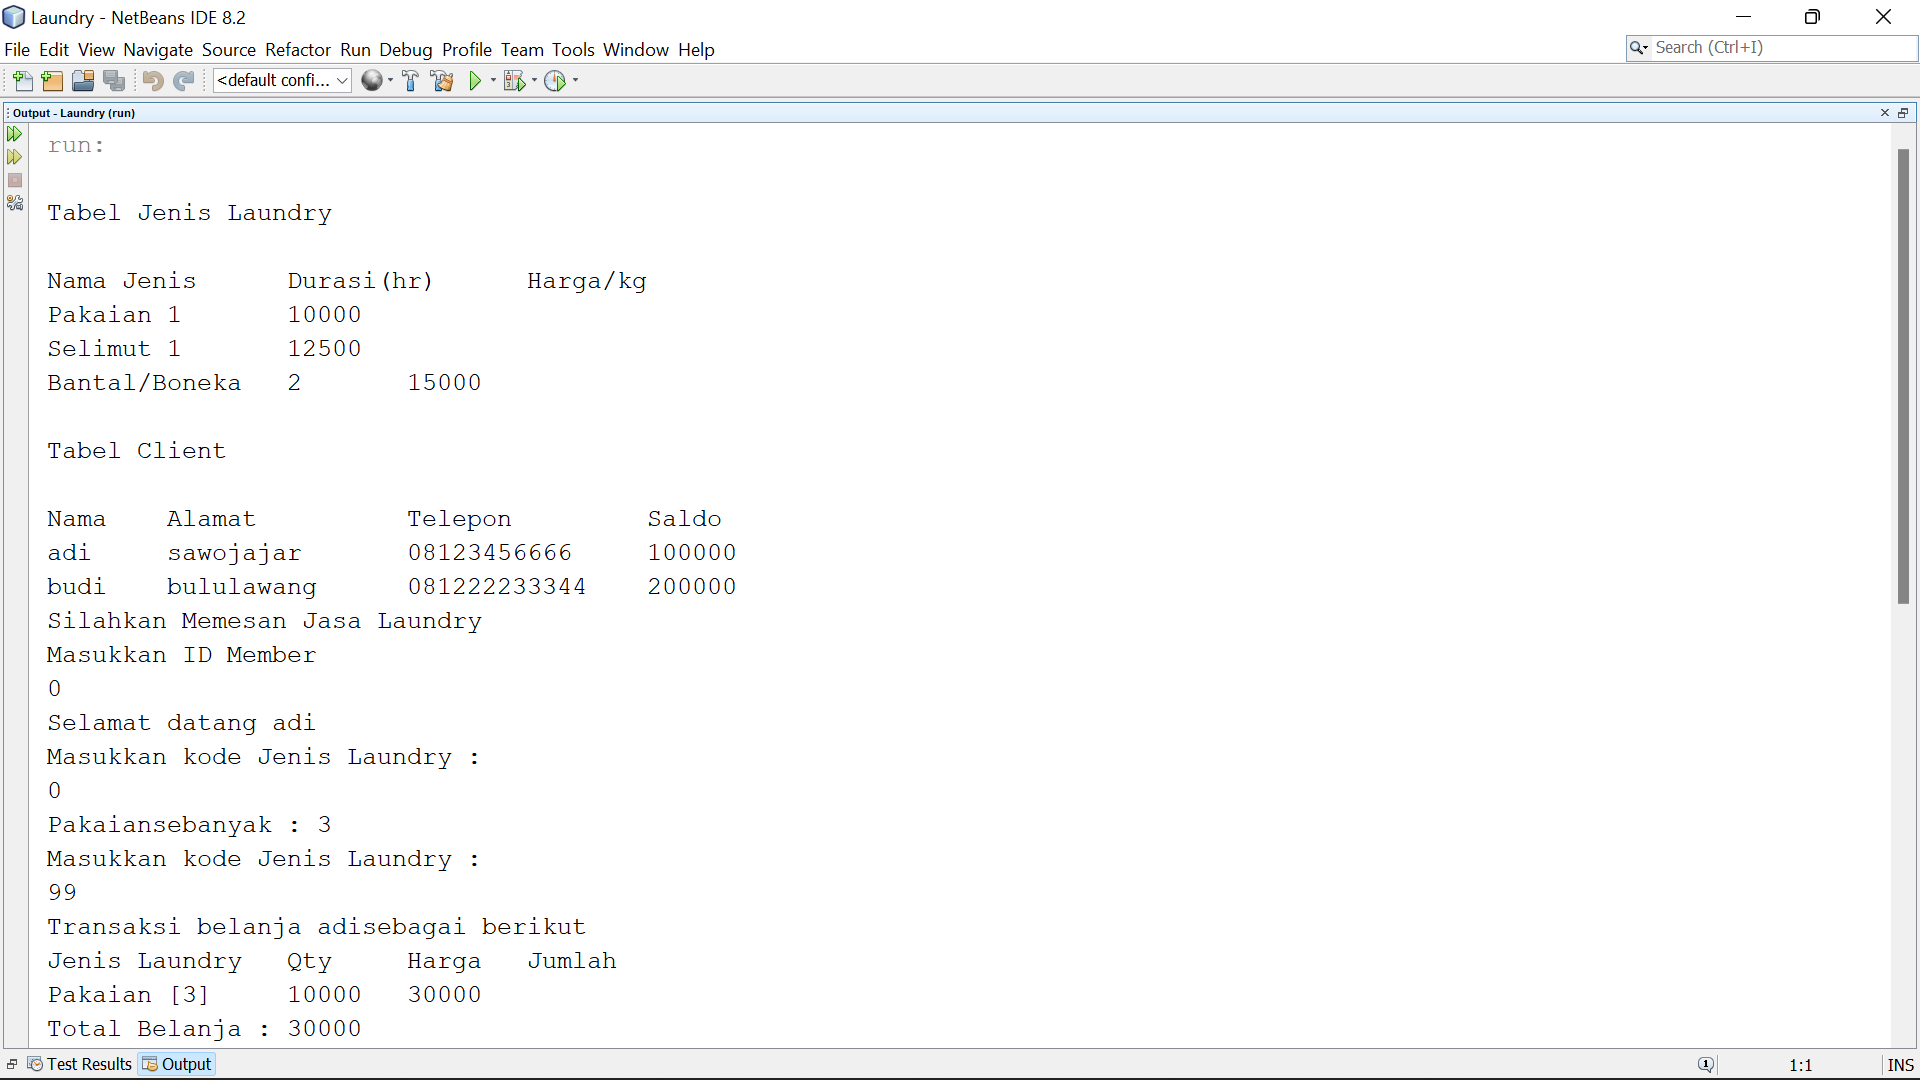 Laundry - NetBeans IDE 8.2
File Edit View Navigate Source Refactor Run Debug Profile Team Tools Window Help
Search (Ctrl+I)
<default confi...
Output - Laundry (run)
run:
Tabel Jenis Laundry
Nama Jenis Durasi(hr) Harga/kg
Pakaian 1 10000
Selimut 1 12500
Bantal/Boneka 2 15000
Tabel Client
Nama Alamat Telepon Saldo
adi sawojajar 08123456666 100000
budi bululawang 081222233344 200000
Silahkan Memesan Jasa Laundry
Masukkan ID Member
0
Selamat datang adi
Masukkan kode Jenis Laundry :
0
Pakaiansebanyak : 3
Masukkan kode Jenis Laundry :
99
Transaksi belanja adisebagai berikut
Jenis Laundry Qty Harga Jumlah
Pakaian [3] 10000 30000
Total Belanja : 30000
Test Results Output
1:1 INS